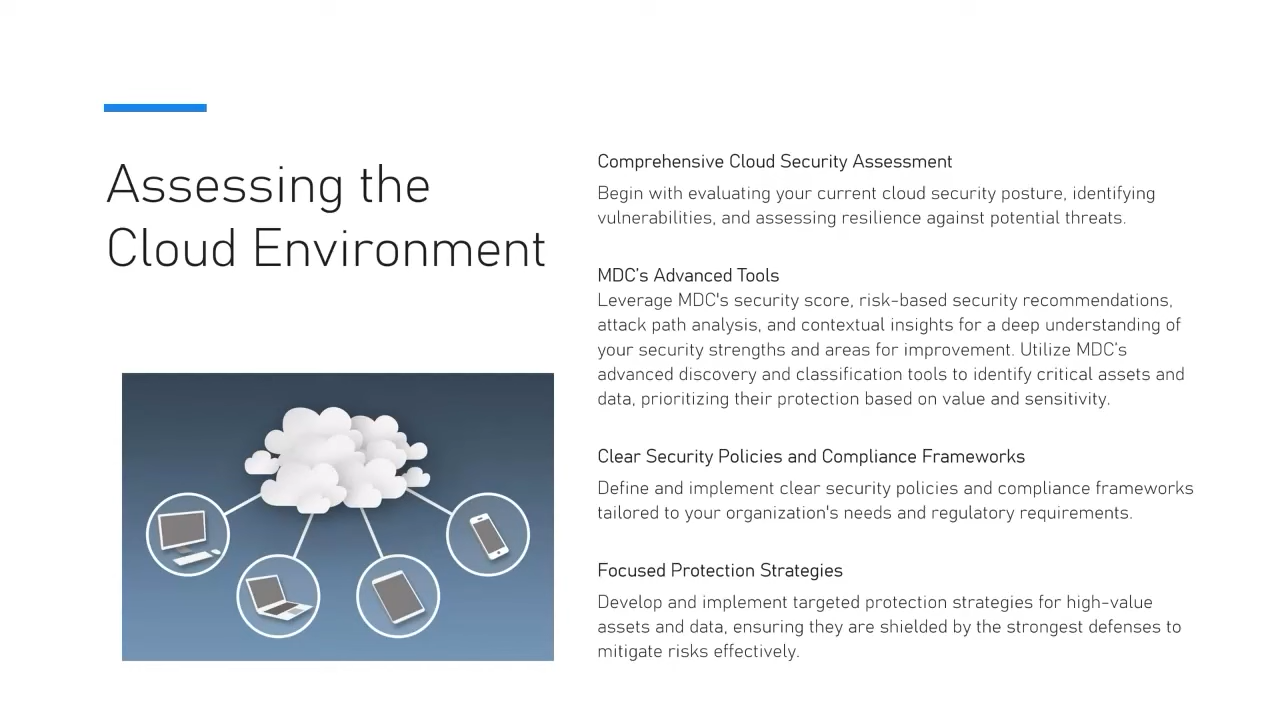 Assessing the
Cloud Environment
Comprehensive Cloud Security Assessment
Begin with evaluating your current cloud security posture, identifying
vulnerabilities, and assessing resilience against potential threats.
MDC's Advanced Tools
Leverage MDC's security score, risk-based security recommendations,
attack path analysis, and contextual insights for a deep understanding of
your security strengths and areas for improvement. Utilize MDC's
advanced discovery and classification tools to identify critical assets and
data, prioritizing their protection based on value and sensitivity.
Clear Security Policies and Compliance Frameworks
Define and implement clear security policies and compliance frameworks
tailored to your organization's needs and regulatory requirements.
Focused Protection Strategies
Develop and implement targeted protection strategies for high-value
assets and data, ensuring they are shielded by the strongest defenses to
mitigate risks effectively.